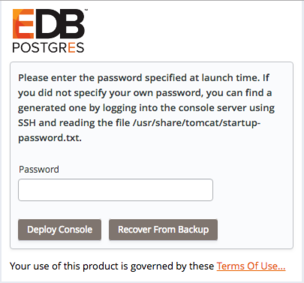 EDB™
POSTGRES
Please enter the password specified at launch time. If
you did not specify your own password, you can find a
generated one by logging into the console server using
SSH and reading the file /usr/share/tomcat/startup-
password.txt.
Password
Deploy Console Recover From Backup
Your use of this product is governed by these Terms Of Use...